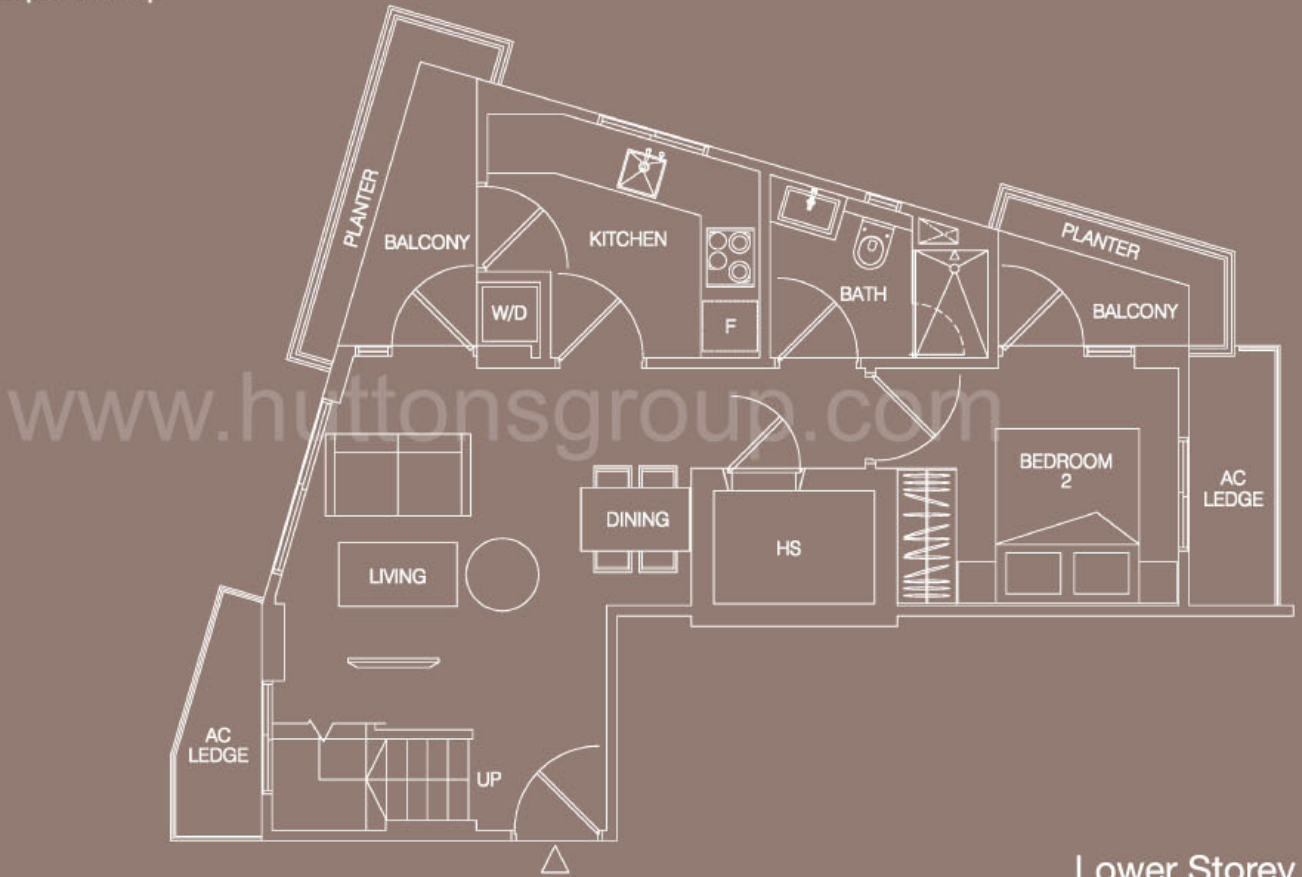 PLANTER
BALCONY
KITCHEN
W/D
F
BATH
PLANTER
BALCONY
www.huttonsgroup.com
BEDROOM
2
AC
LEDGE
DINING
HS
LIVING
AC
LEDGE
UP
Lower Storey